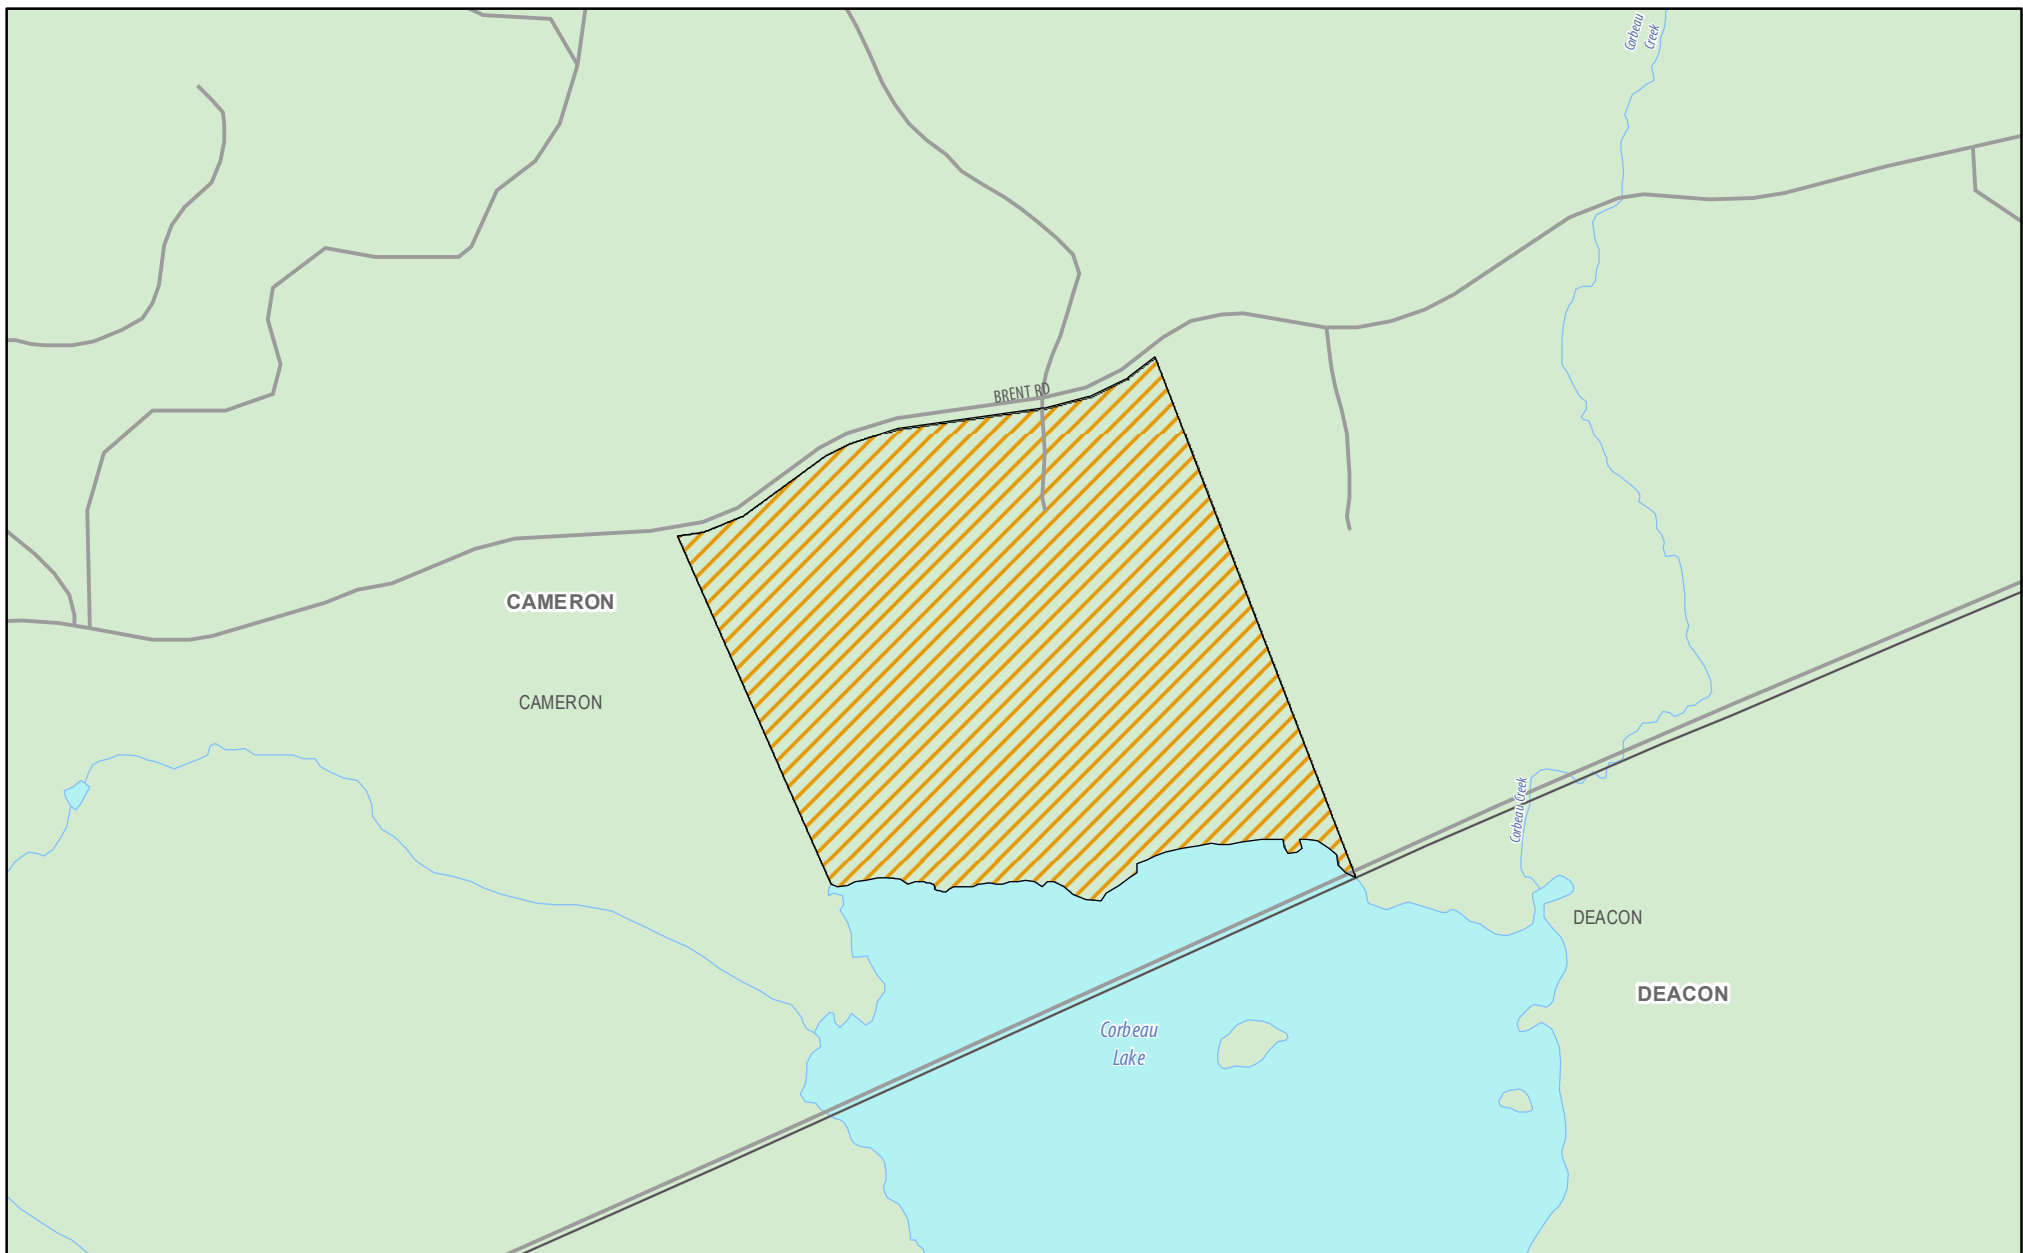 Corbeau
Creek
BRENT RD
CAMERON
CAMERON
Corbeau Creek
DEACON
DEACON
Corbeau
Lake